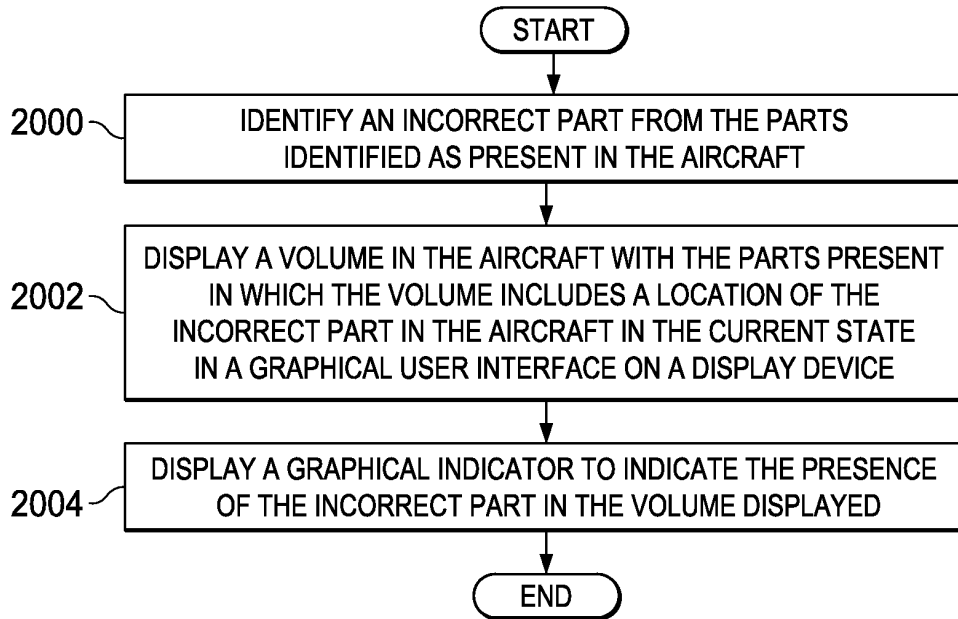 START
2000
IDENTIFY AN INCORRECT PART FROM THE PARTS
IDENTIFIED AS PRESENT IN THE AIRCRAFT
2002
DISPLAY A VOLUME IN THE AIRCRAFT WITH THE PARTS PRESENT
IN WHICH THE VOLUME INCLUDES A LOCATION OF THE
INCORRECT PART IN THE AIRCRAFT IN THE CURRENT STATE
IN A GRAPHICAL USER INTERFACE ON A DISPLAY DEVICE
2004
DISPLAY A GRAPHICAL INDICATOR TO INDICATE THE PRESENCE
OF THE INCORRECT PART IN THE VOLUME DISPLAYED
END